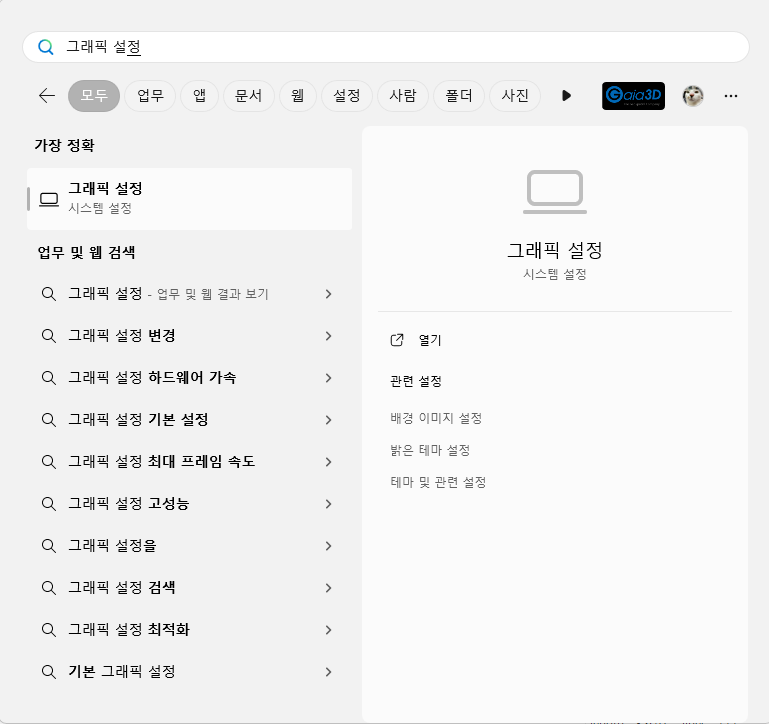 그래픽 설정
모두 업무 앱 문서 웹 설정 사람 폴더 사진
Gaia3D
가장 정확
그래픽 설정
시스템 설정
업무 및 웹 검색
그래픽 설정 - 업무 및 웹 결과 보기
그래픽 설정 변경
그래픽 설정 하드웨어 가속
그래픽 설정 기본 설정
그래픽 설정 최대 프레임 속도
그래픽 설정 고성능
그래픽 설정을
그래픽 설정 검색
그래픽 설정 최적화
기본 그래픽 설정
그래픽 설정
시스템 설정
열기
관련 설정
배경 이미지 설정
밝은 테마 설정
테마 및 관련 설정